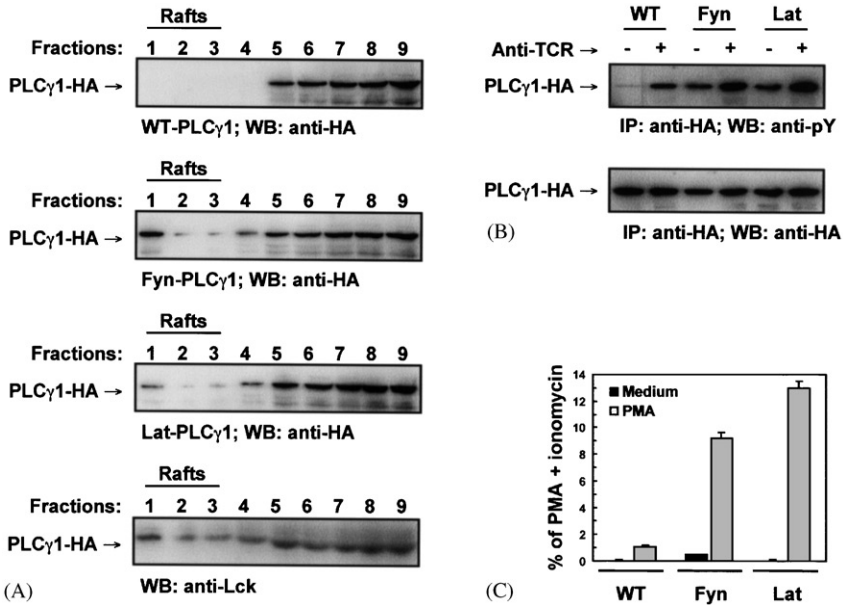 Rafts
Fractions: 1 2 3 4 5 6 7 8 9
PLCγ1-HA →
WT-PLCγ1; WB: anti-HA
Rafts
Fractions: 1 2 3 4 5 6 7 8 9
PLCγ1-HA →
Fyn-PLCγ1; WB: anti-HA
Rafts
Fractions: 1 2 3 4 5 6 7 8 9
PLCγ1-HA →
Lat-PLCγ1; WB: anti-HA
Rafts
Fractions: 1 2 3 4 5 6 7 8 9
PLCγ1-HA →
WB: anti-Lck
(A)
WT Fyn Lat
Anti-TCR → - + - + - +
PLCγ1-HA →
IP: anti-HA; WB: anti-pY
PLCγ1-HA →
IP: anti-HA; WB: anti-HA
(B)
% of PMA + ionomycin
14
12
10
8
6
4
2
0
Medium
PMA
WT Fyn Lat
(C)